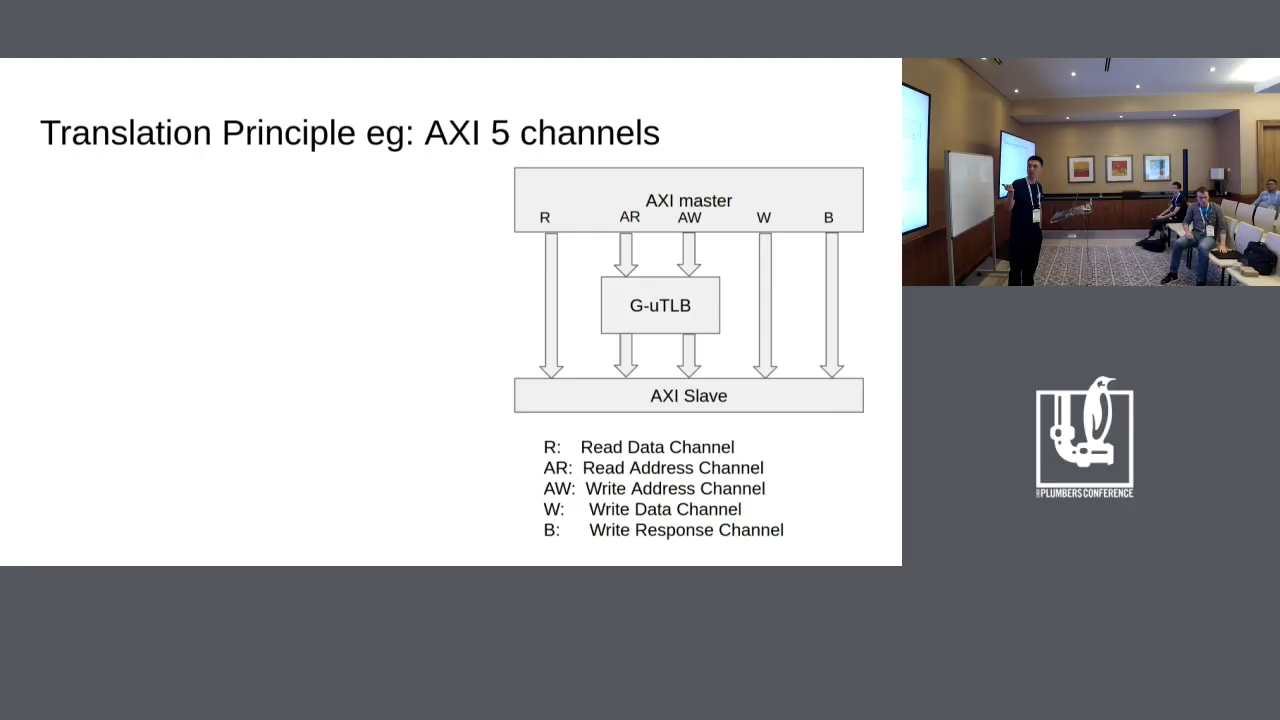 Translation Principle eg: AXI 5 channels
AXI master
R AR AW W B
G-uTLB
AXI Slave
R: Read Data Channel
AR: Read Address Channel
AW: Write Address Channel
W: Write Data Channel
B: Write Response Channel
PLUMBERS CONFERENCE